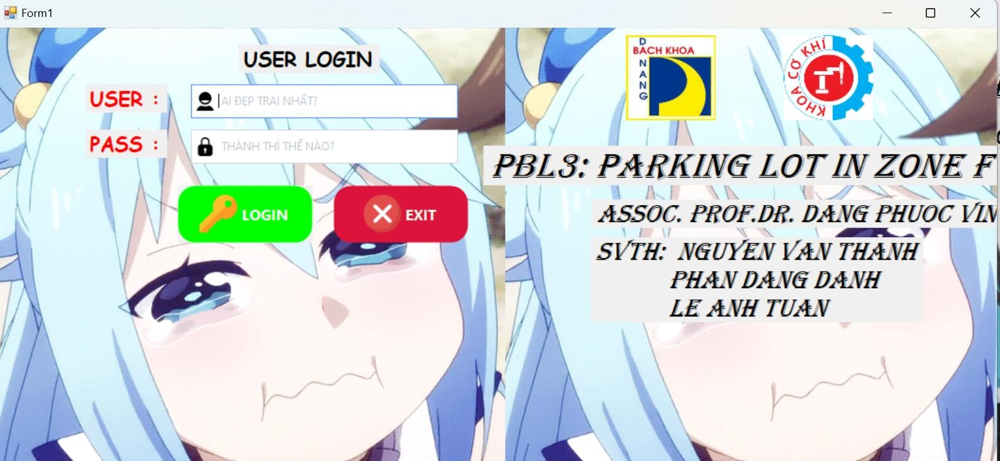 Form1
USER LOGIN
USER :
AI ĐẸP TRAI NHẤT?
PASS :
THÀNH THÌ THẾ NÀO?
LOGIN
EXIT
DANANG
BACH KHOA
KHOA CƠ KHÍ
PBL3: PARKING LOT IN ZONE F
ASSOC. PROF.DR. DANG PHUOC VIN
SVTH: NGUYEN VAN THANH
PHAN DANG DANH
LE ANH TUAN